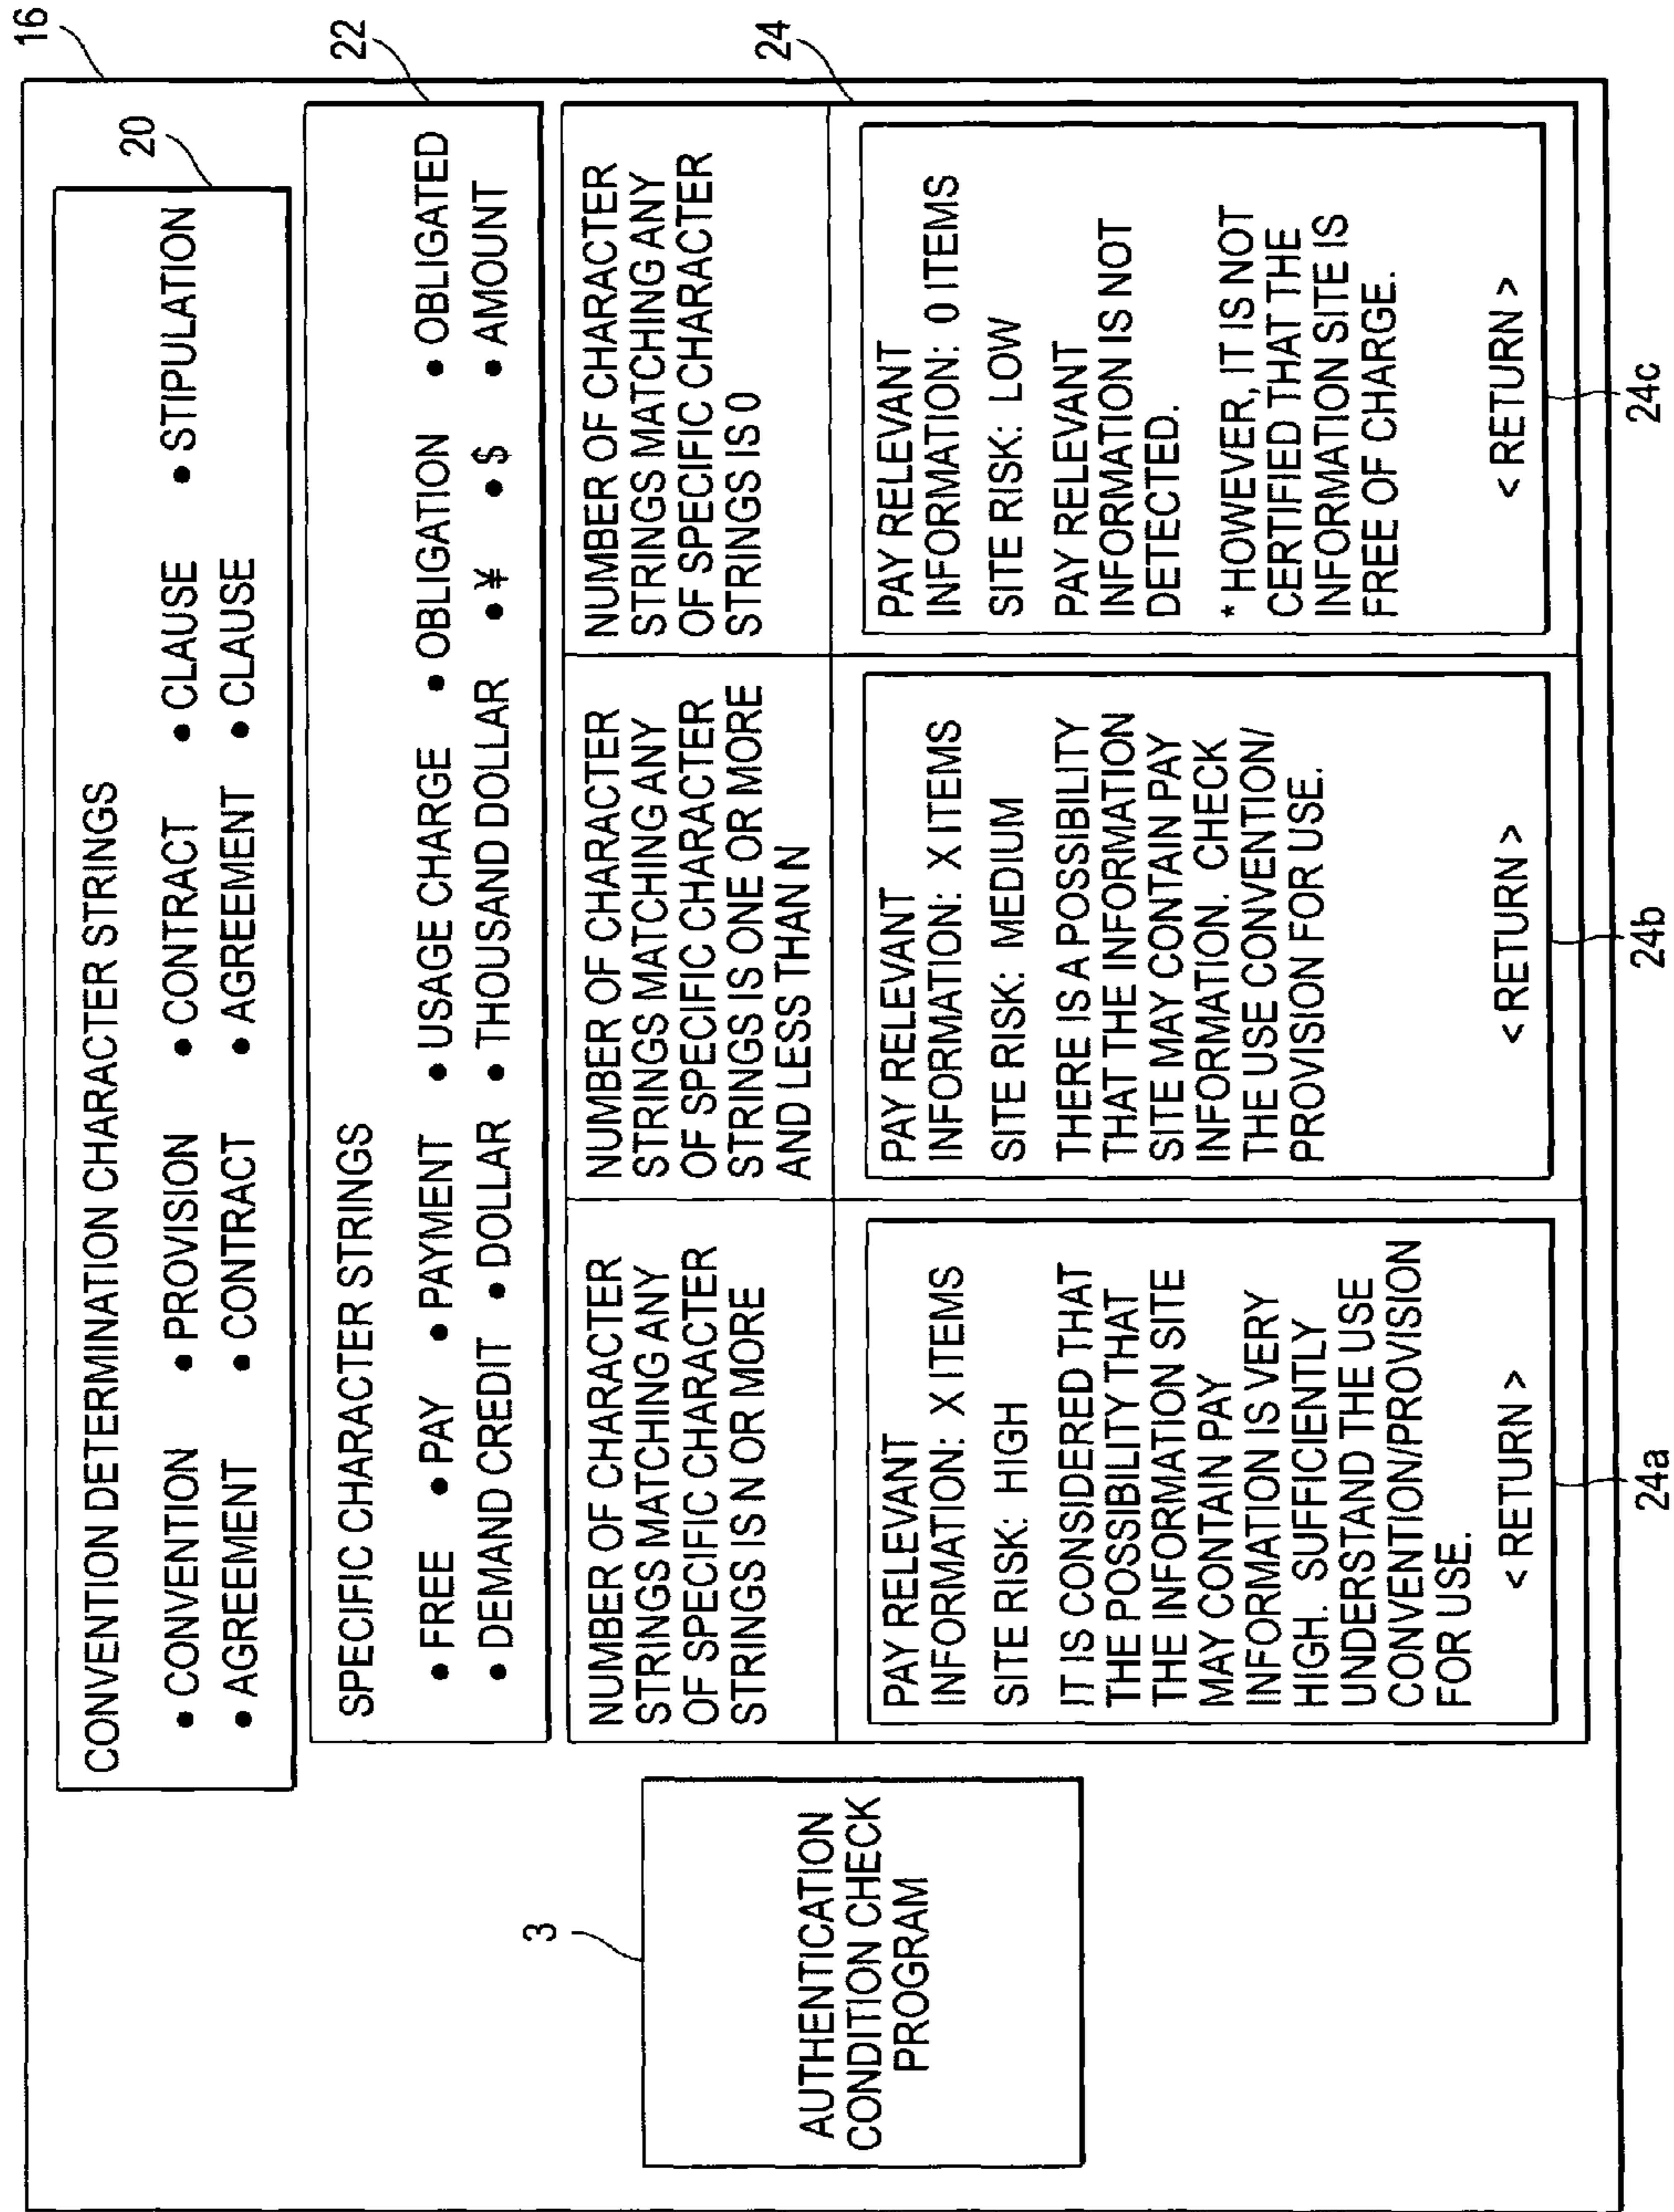 16
20
CONVENTION DETERMINATION CHARACTER STRINGS
• CONVENTION • PROVISION • CONTRACT • CLAUSE • STIPULATION
• AGREEMENT • CONTRACT • AGREEMENT • CLAUSE
22
SPECIFIC CHARACTER STRINGS
• FREE • PAY • PAYMENT • USAGE CHARGE • OBLIGATION • OBLIGATED
• DEMAND CREDIT • DOLLAR • THOUSAND DOLLAR • ¥ • $ • AMOUNT
24
NUMBER OF CHARACTER
STRINGS MATCHING ANY
OF SPECIFIC CHARACTER
STRINGS IS N OR MORE
NUMBER OF CHARACTER
STRINGS MATCHING ANY
OF SPECIFIC CHARACTER
STRINGS IS ONE OR MORE
AND LESS THAN N
NUMBER OF CHARACTER
STRINGS MATCHING ANY
OF SPECIFIC CHARACTER
STRINGS IS 0
PAY RELEVANT
INFORMATION: X ITEMS
SITE RISK: HIGH
IT IS CONSIDERED THAT
THE POSSIBILITY THAT
THE INFORMATION SITE
MAY CONTAIN PAY
INFORMATION IS VERY
HIGH. SUFFICIENTLY
UNDERSTAND THE USE
CONVENTION/PROVISION
FOR USE.
< RETURN >
24a
PAY RELEVANT
INFORMATION: X ITEMS
SITE RISK: MEDIUM
THERE IS A POSSIBILITY
THAT THE INFORMATION
SITE MAY CONTAIN PAY
INFORMATION. CHECK
THE USE CONVENTION/
PROVISION FOR USE.
< RETURN >
24b
PAY RELEVANT
INFORMATION: 0 ITEMS
SITE RISK: LOW
PAY RELEVANT
INFORMATION IS NOT
DETECTED.
* HOWEVER, IT IS NOT
CERTIFIED THAT THE
INFORMATION SITE IS
FREE OF CHARGE.
< RETURN >
24c
3
AUTHENTICATION
CONDITION CHECK
PROGRAM